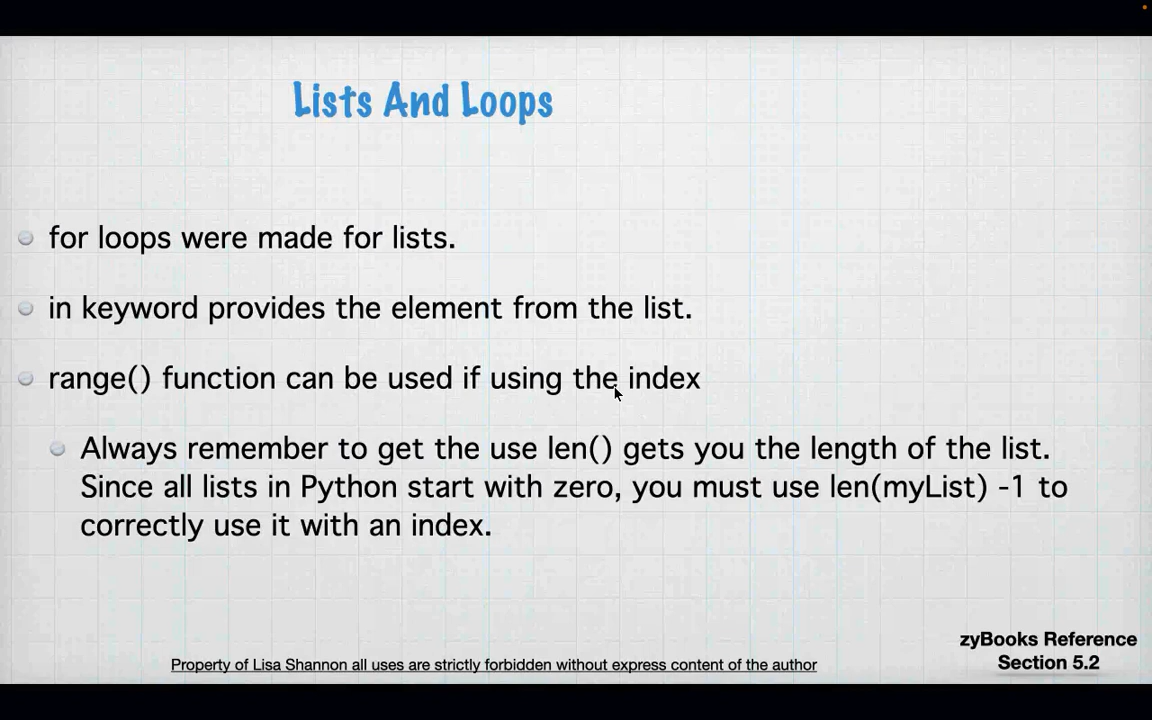 Lists And Loops
for loops were made for lists.
in keyword provides the element from the list.
range() function can be used if using the index
Always remember to get the use len() gets you the length of the list.
Since all lists in Python start with zero, you must use len(myList) -1 to
correctly use it with an index.
zyBooks Reference
Section 5.2
Property of Lisa Shannon all uses are strictly forbidden without express content of the author